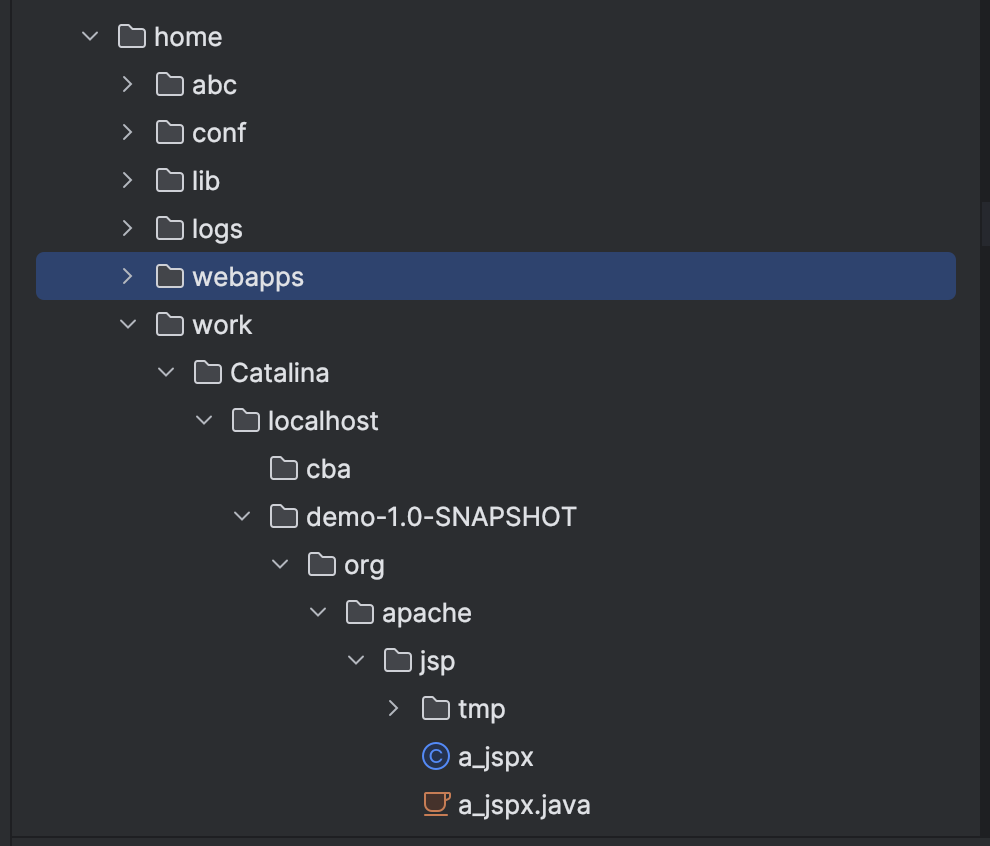 home
abc
conf
lib
logs
webapps
work
Catalina
localhost
cba
demo-1.0-SNAPSHOT
org
apache
jsp
tmp
C a_jspx
a_jspx.java